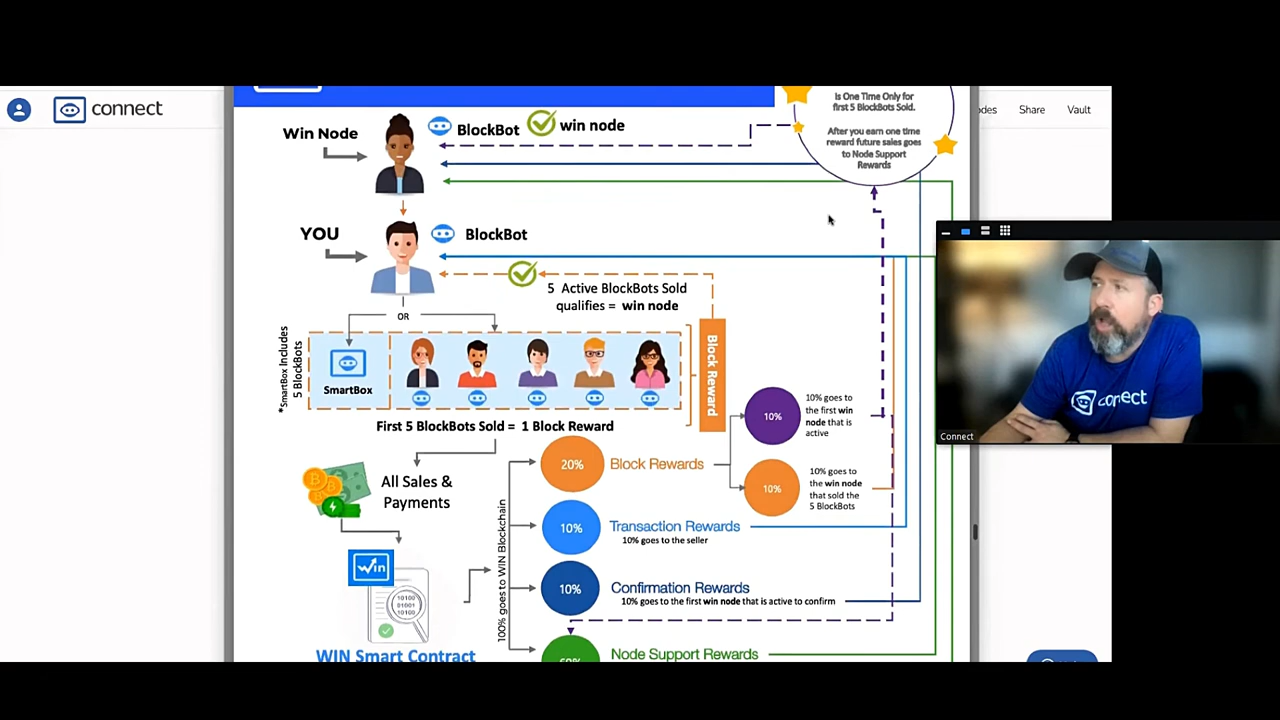 connect
odes
Share
Vault
is One Time Only for
first 5 BlockBots Sold.
After you earn one time
reward future sales goes
to Node Support
Rewards
Win Node
BlockBot
win node
YOU
BlockBot
5 Active BlockBots Sold
qualifies = win node
OR
*SmartBox Includes
5 BlockBots
SmartBox
Block Reward
First 5 BlockBots Sold = 1 Block Reward
10%
10% goes to
the first win
node that is
active
20%
Block Rewards
10%
10% goes to
the win node
that sold the
5 BlockBots
All Sales &
Payments
10%
Transaction Rewards
10% goes to the seller
100% goes to WIN Blockchain
Win
10100
01001
10100
10%
Confirmation Rewards
10% goes to the first win node that is active to confirm
Node Support Rewards
WIN Smart Contract
connect
Connect